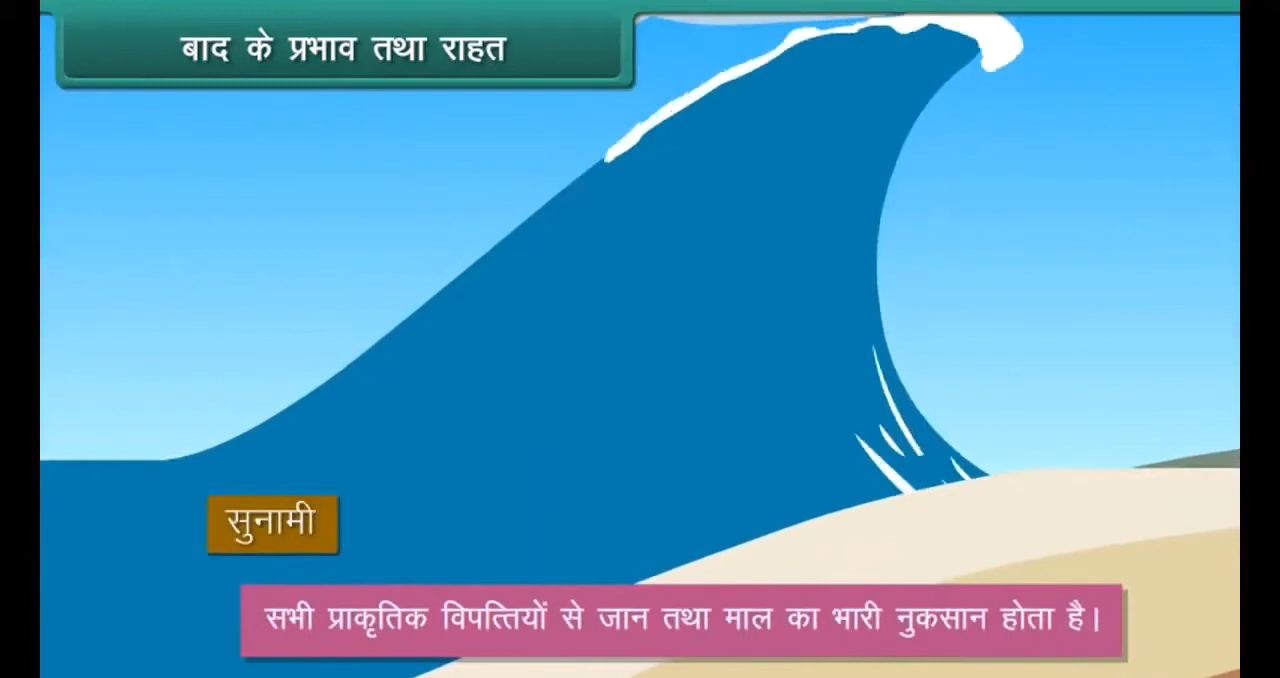 बाद के प्रभाव तथा राहत
सुनामी
सभी प्राकृतिक विपत्तियों से जान तथा माल का भारी नुकसान होता है।